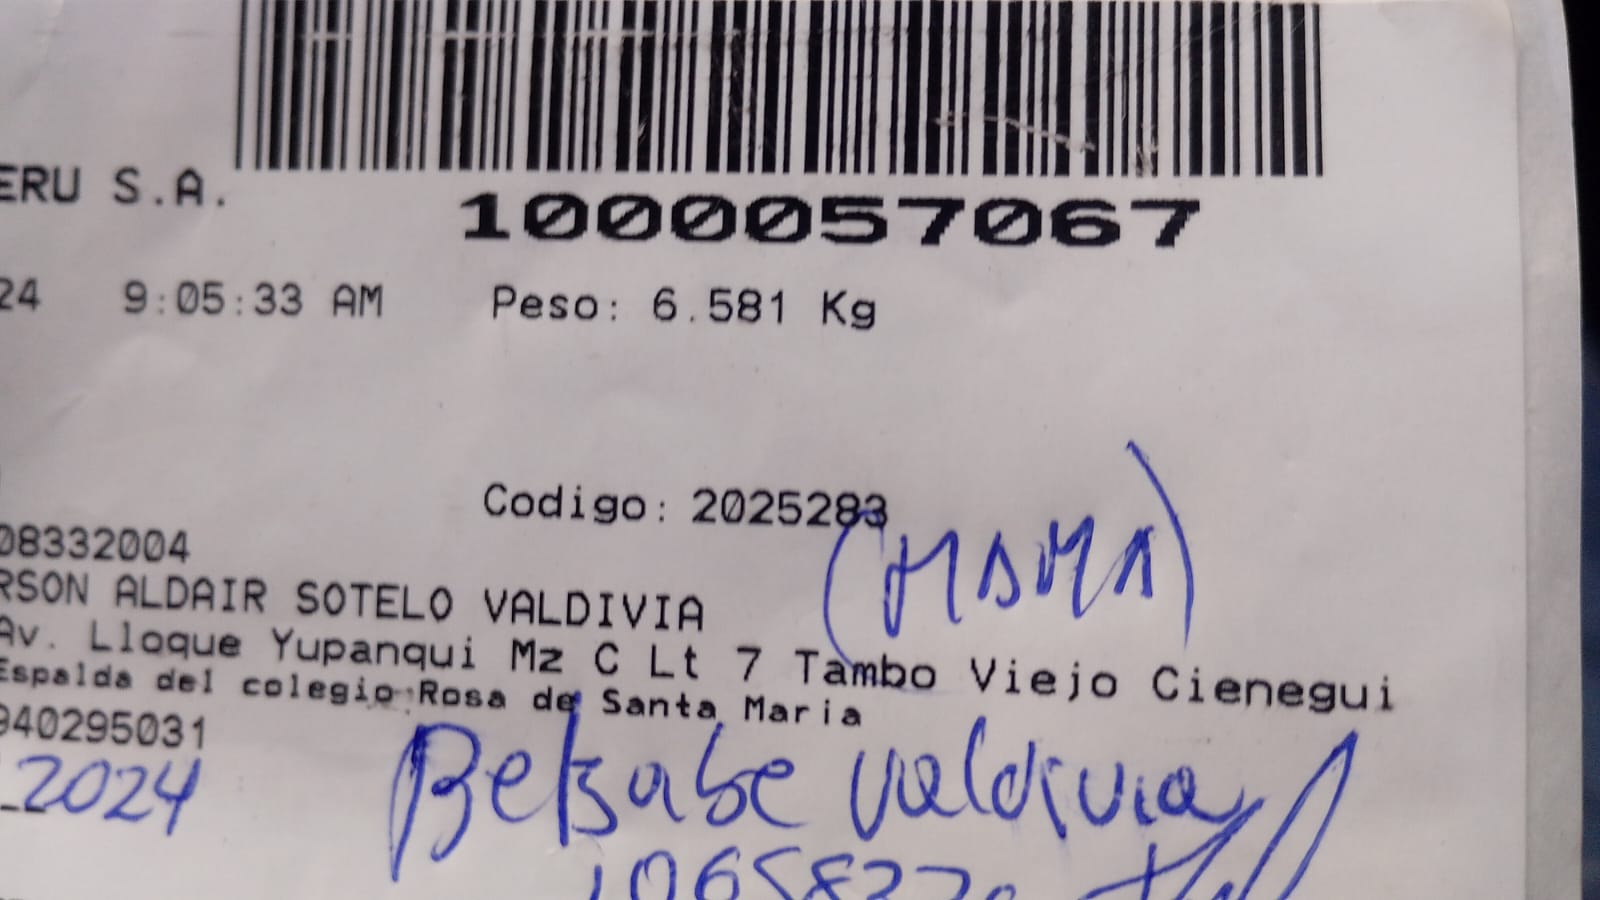 ERU S.A.
1000057067
24 9:05:33 AM Peso: 6.581 Kg
Codigo: 2025283
08332004 (MAMA)
RSON ALDAIR SOTELO VALDIVIA
Av. Lloque Yupanqui Mz C Lt 7 Tambo Viejo Cienegui
Espalda del colegio Rosa de Santa Maria
940295031
2024 Betsabe Valdivia